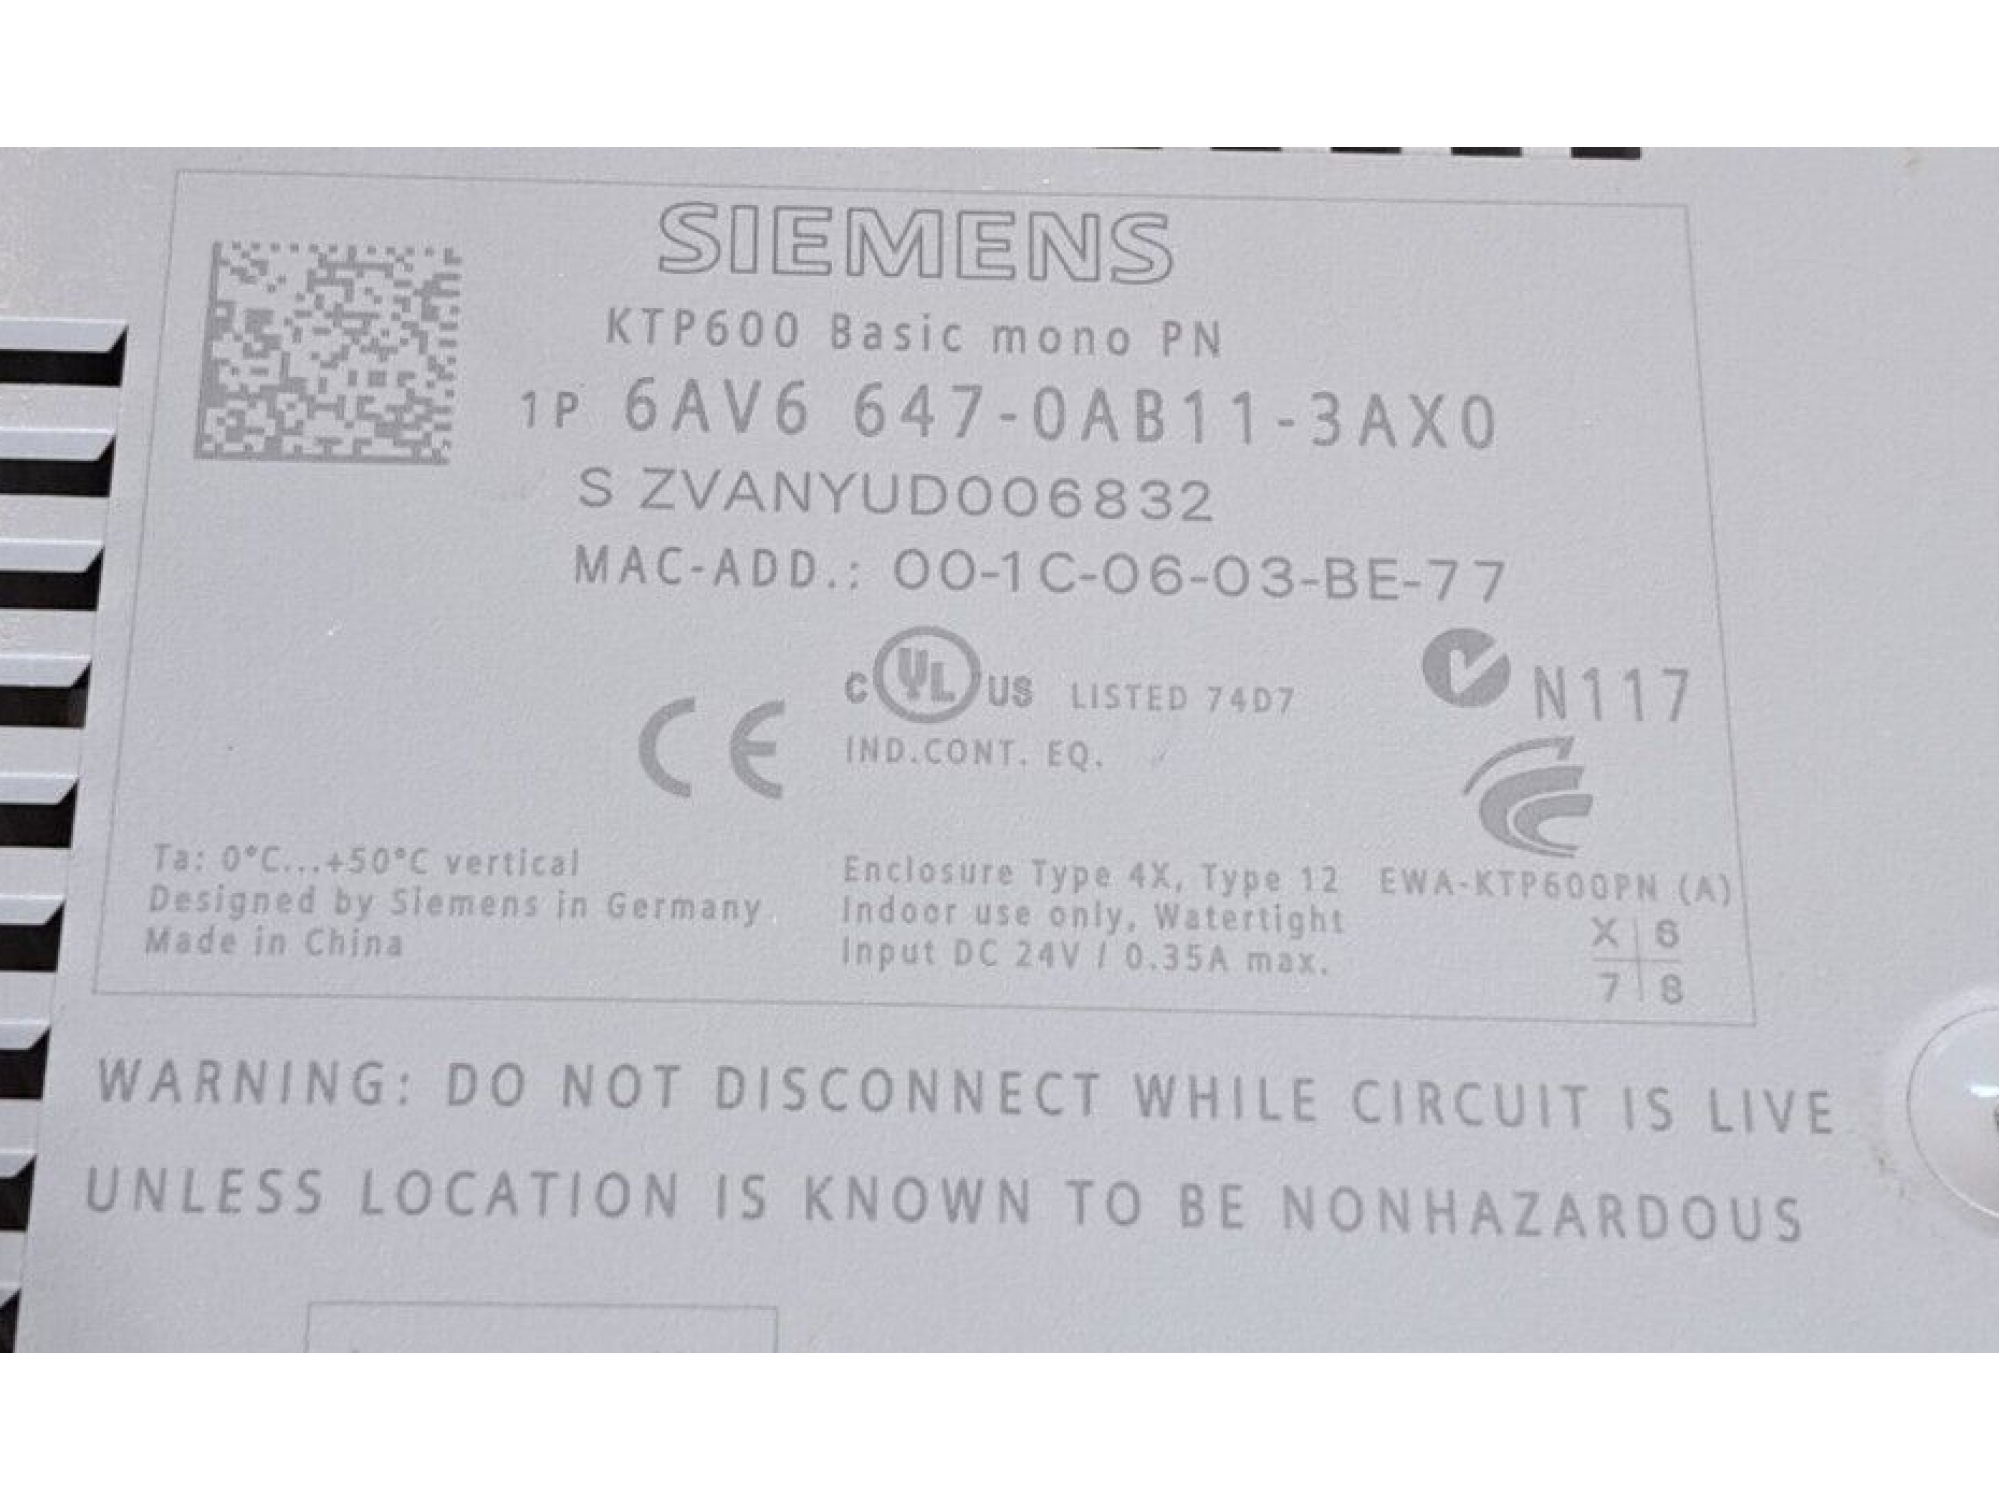 SIEMENS
KTP600 Basic mono PN
1P 6AV6 647-0AB11-3AX0
S ZVANYUD006832
MAC-ADD.: 00-1C-06-03-BE-77
CE
c UL US LISTED 74D7
IND.CONT. EQ.
N117
Ta: 0°C...+50°C vertical
Designed by Siemens in Germany
Made in China
Enclosure Type 4X, Type 12
Indoor use only, Watertight
Input DC 24V / 0.35A max.
EWA-KTP600PN (A)
X 6
7 8
WARNING: DO NOT DISCONNECT WHILE CIRCUIT IS LIVE
UNLESS LOCATION IS KNOWN TO BE NONHAZARDOUS